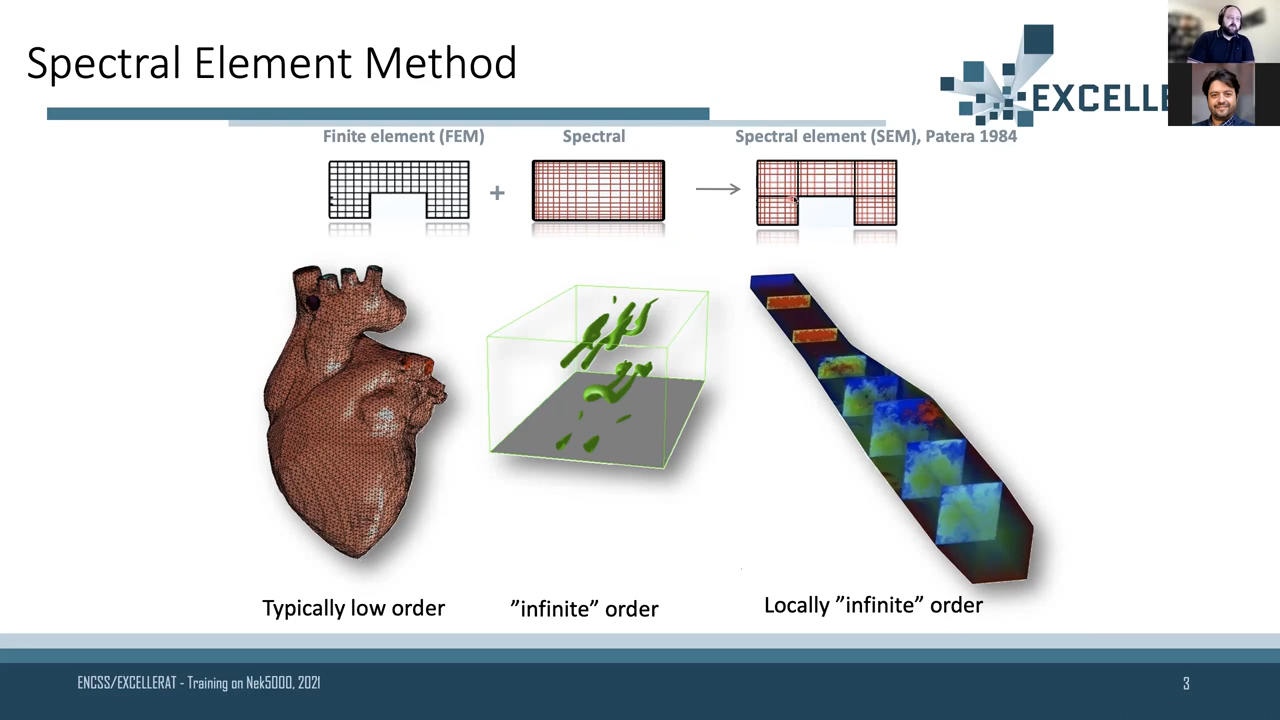 Spectral Element Method
EXCELLE
Finite element (FEM)
Spectral
Spectral element (SEM), Patera 1984
+
Typically low order
”infinite” order
Locally ”infinite” order
ENCSS/EXCELLERAT - Training on Nek5000, 2021
3